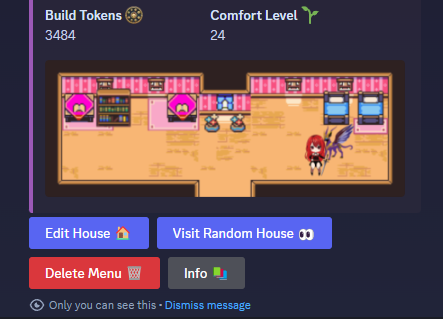 Build Tokens Comfort Level
3484 24
Edit House Visit Random House
Delete Menu Info
Only you can see this • Dismiss message